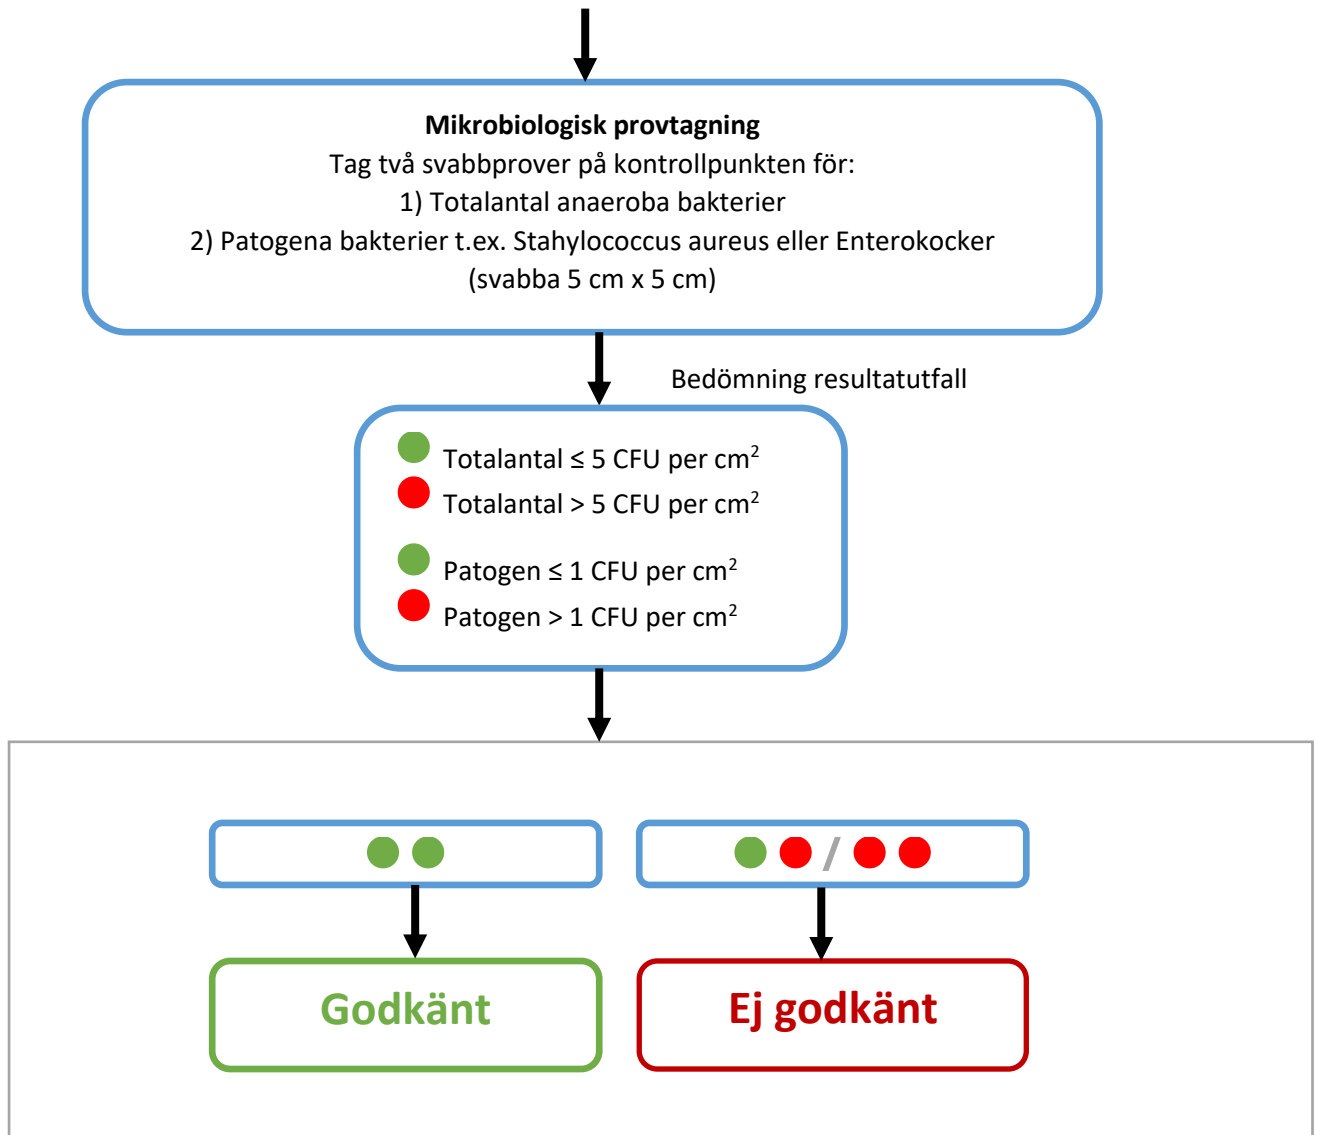 Mikrobiologisk provtagning
Tag två svabbprover på kontrollpunkten för:
1) Totalantal anaeroba bakterier
2) Patogena bakterier t.ex. Stahylococcus aureus eller Enterokocker
(svabba 5 cm x 5 cm)
Bedömning resultatutfall
Totalantal ≤ 5 CFU per cm²
Totalantal > 5 CFU per cm²
Patogen ≤ 1 CFU per cm²
Patogen > 1 CFU per cm²
/
Godkänt
Ej godkänt